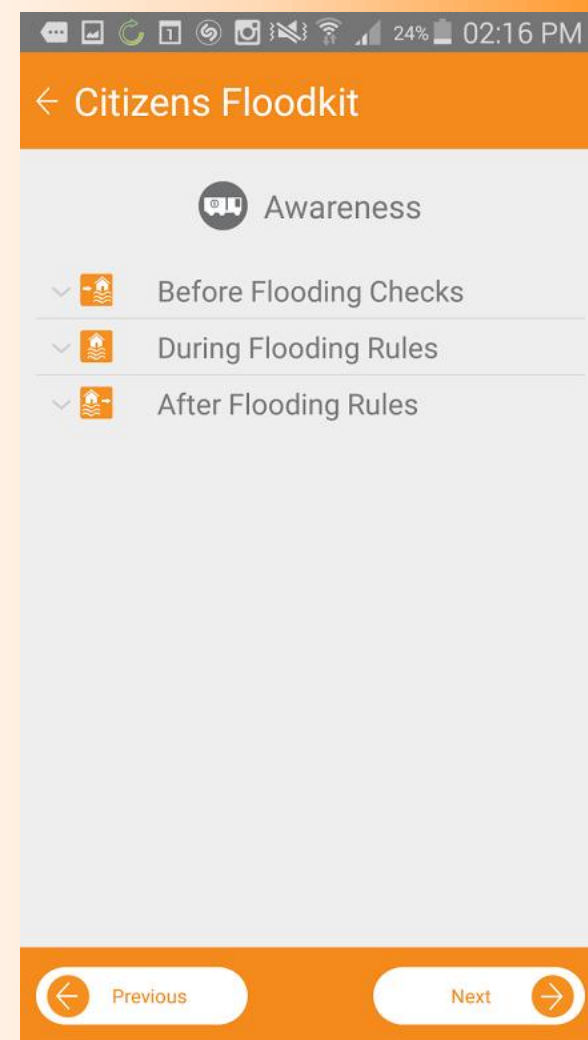 24% 02:16 PM
Citizens Floodkit
Awareness
Before Flooding Checks
During Flooding Rules
After Flooding Rules
Previous Next